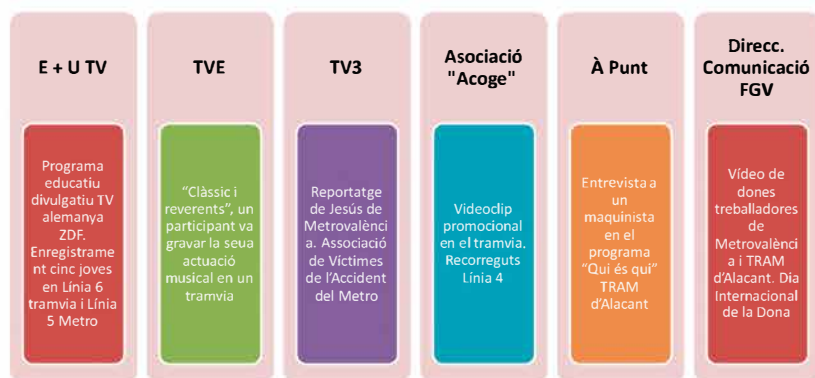 E + U TV
Programa
educatiu
divulgatiu TV
alemanya
ZDF.
Enregistrame
nt cinc joves
en Línia 6
tramvia i Línia
5 Metro
TVE
"Clàssic i
reverents", un
participant va
gravar la seua
actuació
musical en un
tramvia
TV3
Reportatge
de Jesús de
Metrovalènci
a. Associació
de Víctimes
de l'Accident
del Metro
Asociació
"Acoge"
Videoclip
promocional
en el tramvia.
Recorreguts
Línia 4
À Punt
Entrevista a
un
maquinista
en el
programa
"Qui és qui"
TRAM
d'Alacant
Direcc.
Comunicació
FGV
Vídeo de
dones
treballadores
de
Metrovalènci
a i TRAM
d'Alacant. Dia
Internacional
de la Dona